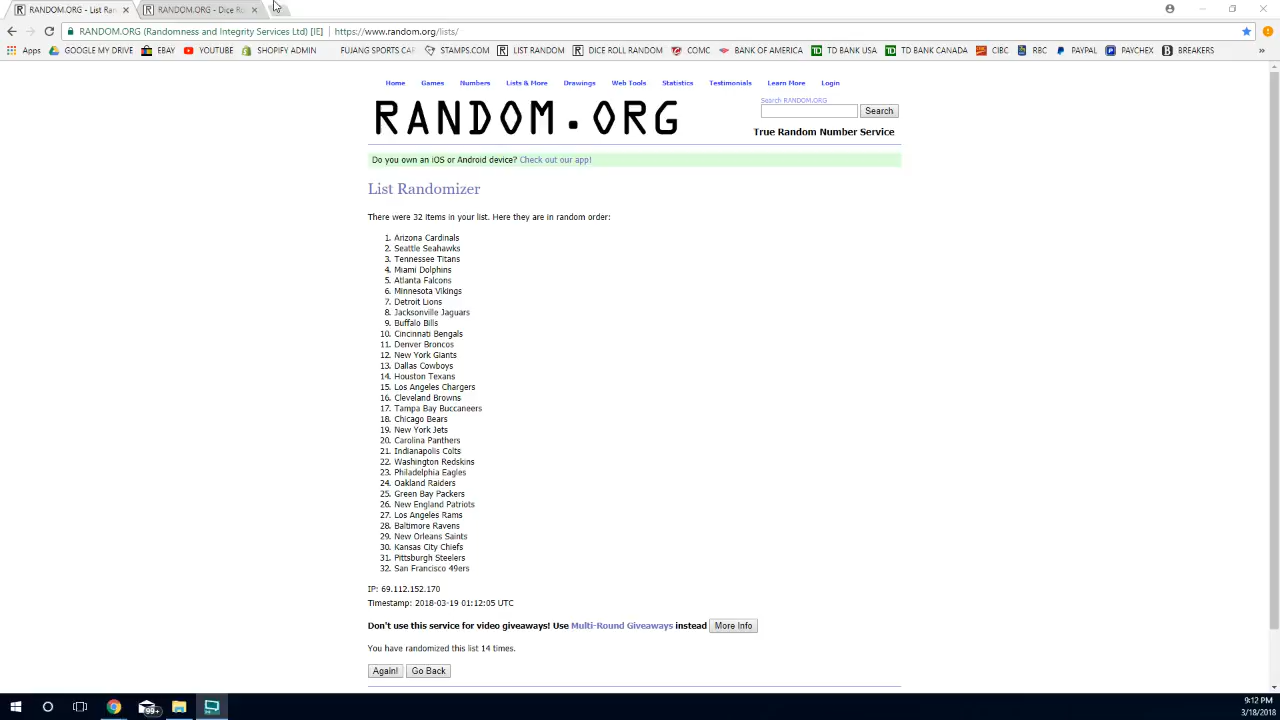 RANDOM.ORG - List Ran
RANDOM.ORG - Dice Ro
RANDOM.ORG (Randomness and Integrity Services Ltd) [IE]
https://www.random.org/lists/
Apps GOOGLE MY DRIVE EBAY YOUTUBE SHOPIFY ADMIN FUJANG SPORTS CAR STAMPS.COM LIST RANDOM DICE ROLL RANDOM COMC BANK OF AMERICA TD BANK USA TD BANK CANADA CIBC RBC PAYPAL PAYCHEX BREAKERS »
Home Games Numbers Lists & More Drawings Web Tools Statistics Testimonials Learn More Login
RANDOM.ORG
Search RANDOM.ORG
Search
True Random Number Service
Do you own an iOS or Android device? Check out our app!
List Randomizer
There were 32 items in your list. Here they are in random order:
1. Arizona Cardinals
2. Seattle Seahawks
3. Tennessee Titans
4. Miami Dolphins
5. Atlanta Falcons
6. Minnesota Vikings
7. Detroit Lions
8. Jacksonville Jaguars
9. Buffalo Bills
10. Cincinnati Bengals
11. Denver Broncos
12. New York Giants
13. Dallas Cowboys
14. Houston Texans
15. Los Angeles Chargers
16. Cleveland Browns
17. Tampa Bay Buccaneers
18. Chicago Bears
19. New York Jets
20. Carolina Panthers
21. Indianapolis Colts
22. Washington Redskins
23. Philadelphia Eagles
24. Oakland Raiders
25. Green Bay Packers
26. New England Patriots
27. Los Angeles Rams
28. Baltimore Ravens
29. New Orleans Saints
30. Kansas City Chiefs
31. Pittsburgh Steelers
32. San Francisco 49ers
IP: 69.112.152.170
Timestamp: 2018-03-19 01:12:05 UTC
Don't use this service for video giveaways! Use Multi-Round Giveaways instead More Info
You have randomized this list 14 times.
Again! Go Back
99+
9:12 PM
3/18/2018